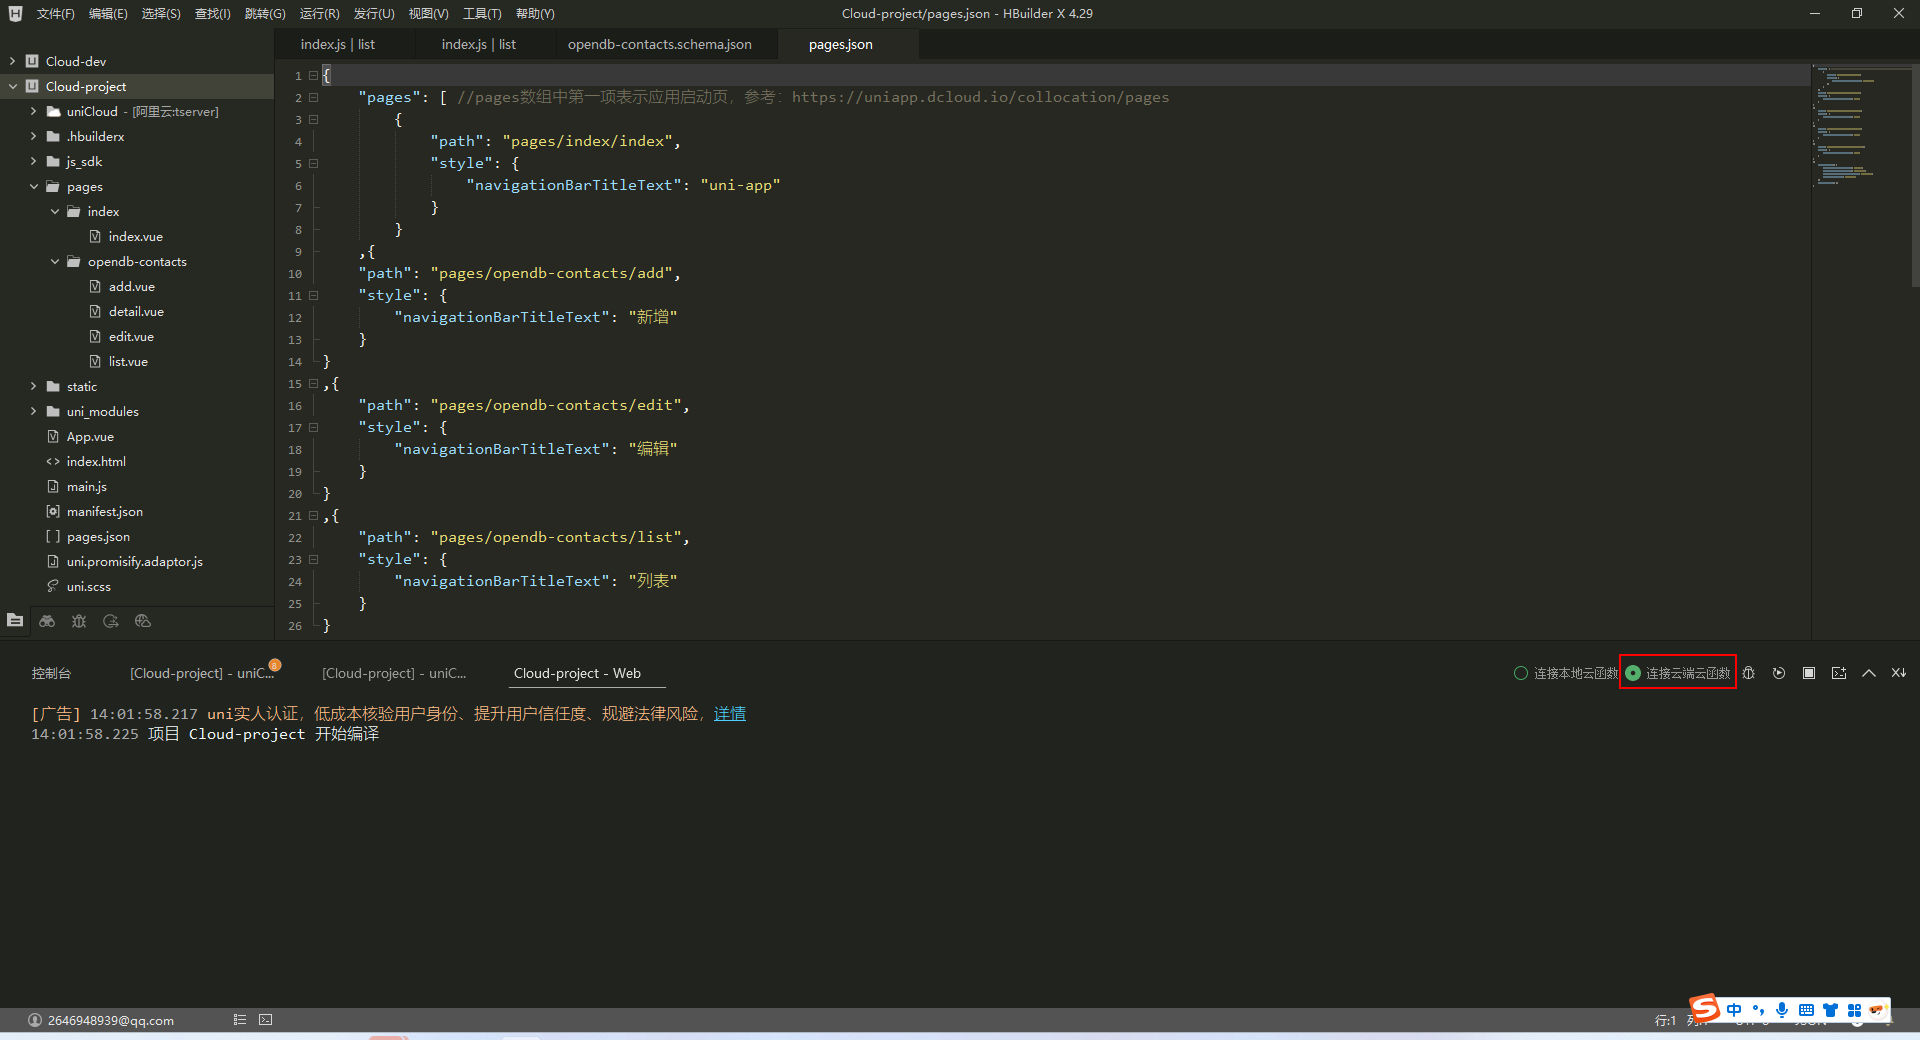 文件(F) 编辑(E) 选择(S) 查找(I) 跳转(G) 运行(R) 发行(U) 视图(V) 工具(T) 帮助(Y)
Cloud-project/pages.json - HBuilder X 4.29
Cloud-dev
Cloud-project
uniCloud - [阿里云:tserver]
.hbuilderx
js_sdk
pages
index
index.vue
opendb-contacts
add.vue
detail.vue
edit.vue
list.vue
static
uni_modules
App.vue
index.html
main.js
manifest.json
pages.json
uni.promisify.adaptor.js
uni.scss
index.js | list
index.js | list
opendb-contacts.schema.json
pages.json
1 {
2 "pages": [ //pages数组中第一项表示应用启动页，参考：https://uniapp.dcloud.io/collocation/pages
3 {
4 "path": "pages/index/index",
5 "style": {
6 "navigationBarTitleText": "uni-app"
7 }
8 }
9 ,{
10 "path": "pages/opendb-contacts/add",
11 "style": {
12 "navigationBarTitleText": "新增"
13 }
14 }
15 ,{
16 "path": "pages/opendb-contacts/edit",
17 "style": {
18 "navigationBarTitleText": "编辑"
19 }
20 }
21 ,{
22 "path": "pages/opendb-contacts/list",
23 "style": {
24 "navigationBarTitleText": "列表"
25 }
26 }
控制台
[Cloud-project] - uniC... 8
[Cloud-project] - uniC...
Cloud-project - Web
连接本地云函数
连接云端云函数
[广告] 14:01:58.217 uni实人认证，低成本核验用户身份、提升用户信任度、规避法律风险，详情
14:01:58.225 项目 Cloud-project 开始编译
2646948939@qq.com
行:1
中